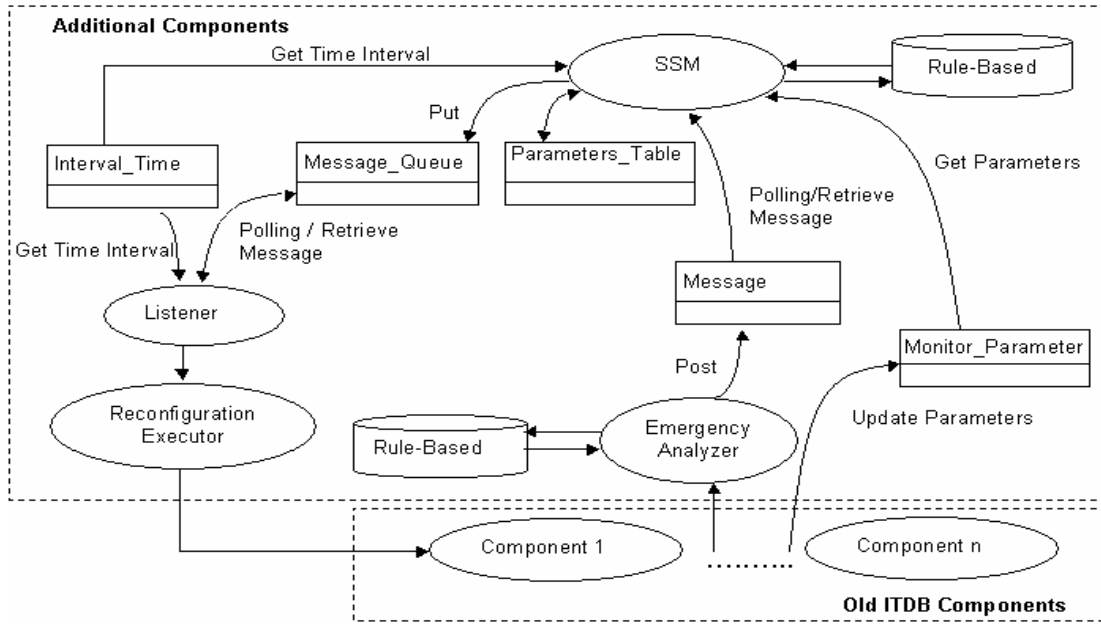 Additional Components
Get Time Interval
SSM
Rule-Based
Put
Interval_Time
Message_Queue
Parameters_Table
Get Parameters
Polling/Retrieve
Message
Get Time Interval
Polling / Retrieve
Message
Message
Listener
Monitor_Parameter
Post
Reconfiguration
Executor
Rule-Based
Emergency
Analyzer
Update Parameters
Component 1
Component n
Old ITDB Components